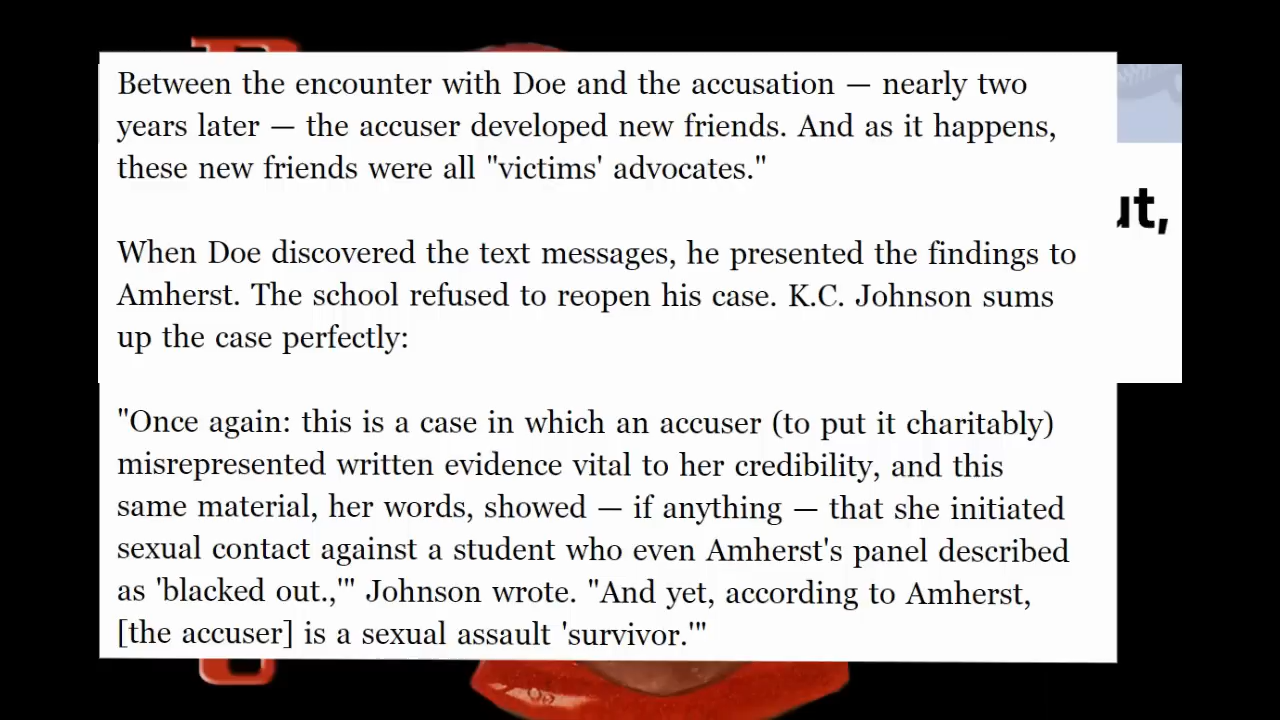 Between the encounter with Doe and the accusation — nearly two
years later — the accuser developed new friends. And as it happens,
these new friends were all "victims' advocates."
ut,
When Doe discovered the text messages, he presented the findings to
Amherst. The school refused to reopen his case. K.C. Johnson sums
up the case perfectly:
"Once again: this is a case in which an accuser (to put it charitably)
misrepresented written evidence vital to her credibility, and this
same material, her words, showed — if anything — that she initiated
sexual contact against a student who even Amherst's panel described
as 'blacked out.,'" Johnson wrote. "And yet, according to Amherst,
[the accuser] is a sexual assault 'survivor.'"